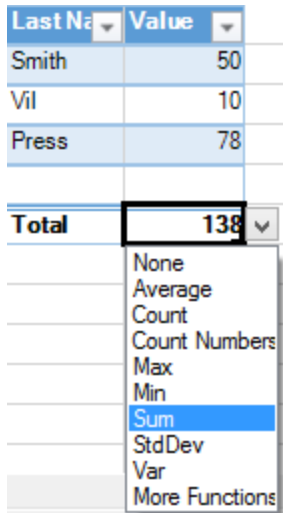 Last Na Value
Smith 50
Vil 10
Press 78
Total 138
None
Average
Count
Count Numbers
Max
Min
Sum
StdDev
Var
More Functions